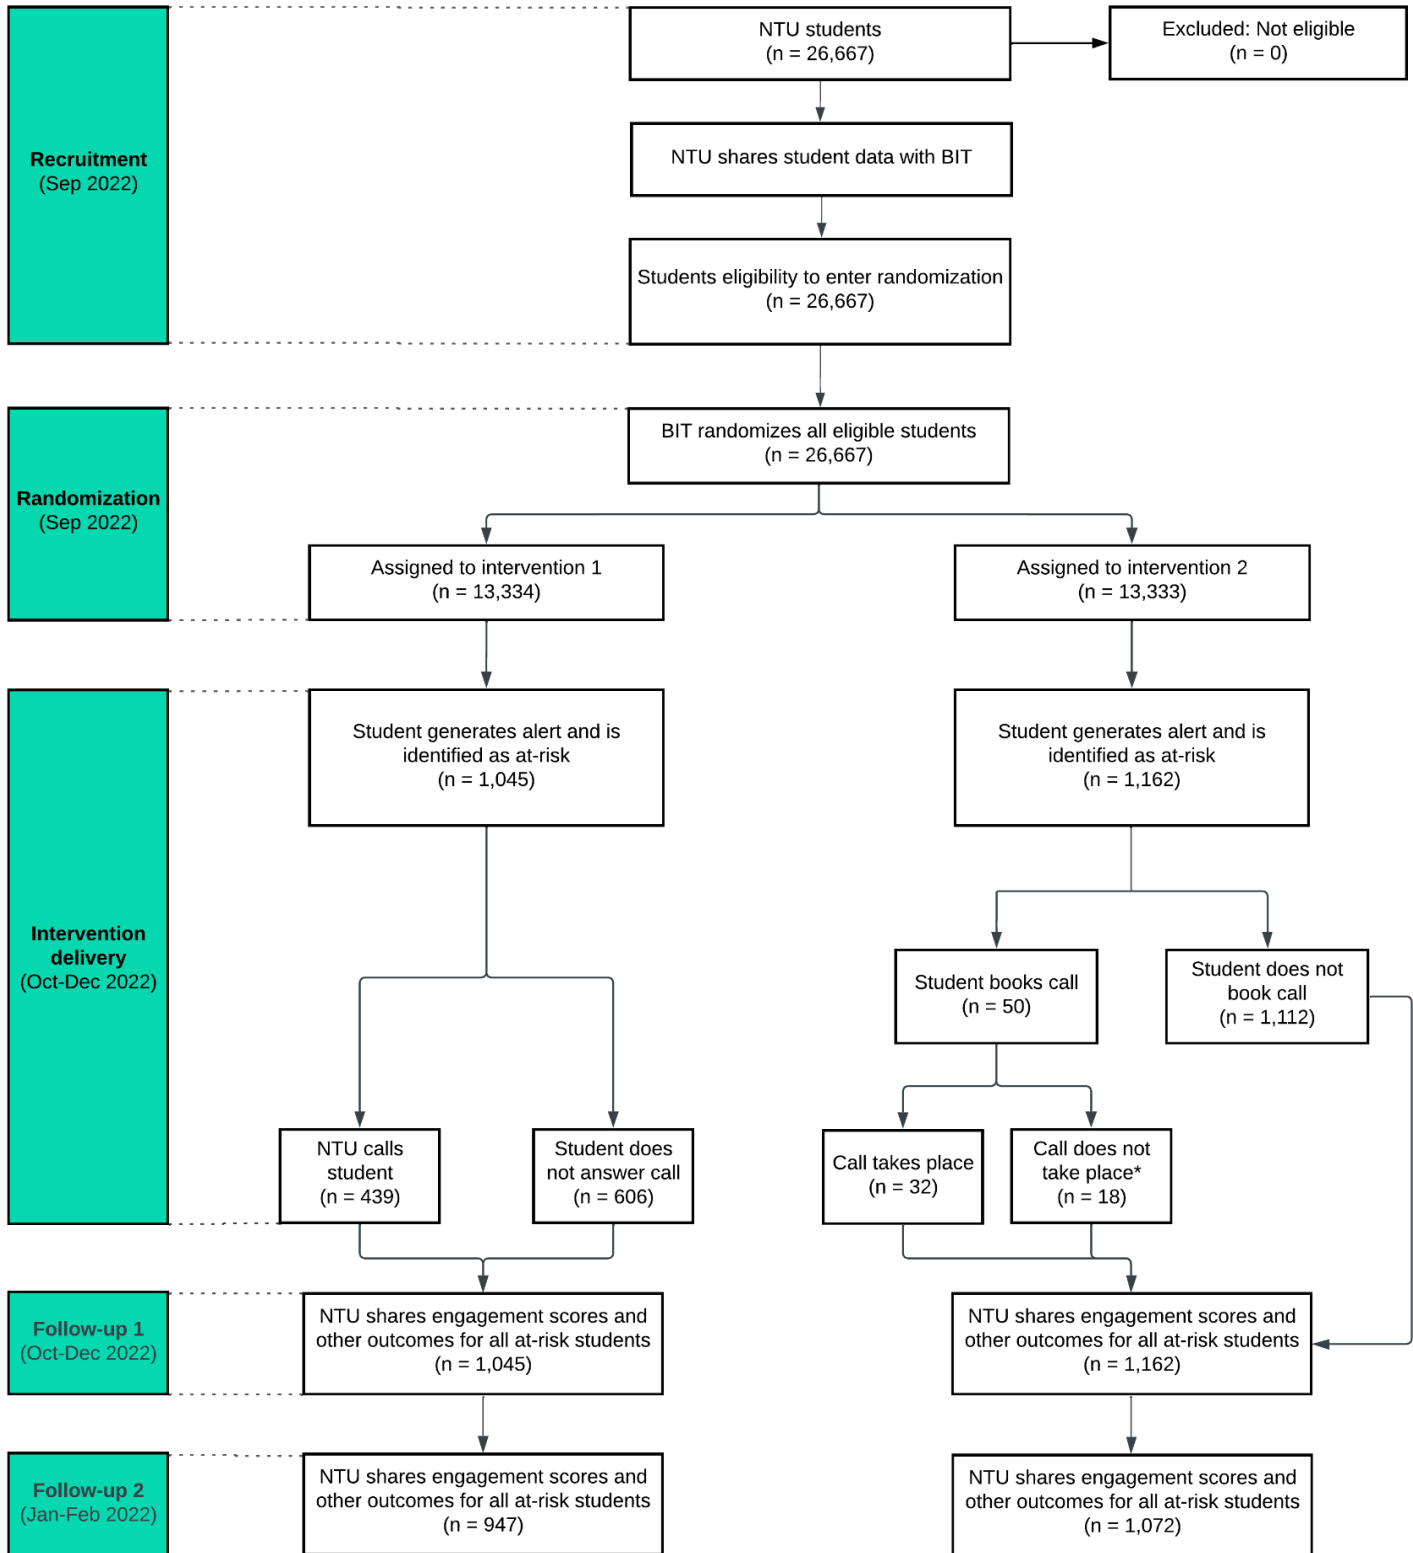 NTU students
(n = 26,667)
Excluded: Not eligible
(n = 0)
Recruitment
(Sep 2022)
NTU shares student data with BIT
Students eligibility to enter randomization
(n = 26,667)
Randomization
(Sep 2022)
BIT randomizes all eligible students
(n = 26,667)
Assigned to intervention 1
(n = 13,334)
Assigned to intervention 2
(n = 13,333)
Intervention
delivery
(Oct-Dec 2022)
Student generates alert and is
identified as at-risk
(n = 1,045)
Student generates alert and is
identified as at-risk
(n = 1,162)
Student books call
(n = 50)
Student does not
book call
(n = 1,112)
NTU calls
student
(n = 439)
Student does
not answer call
(n = 606)
Call takes place
(n = 32)
Call does not
take place*
(n = 18)
Follow-up 1
(Oct-Dec 2022)
NTU shares engagement scores and
other outcomes for all at-risk students
(n = 1,045)
NTU shares engagement scores and
other outcomes for all at-risk students
(n = 1,162)
Follow-up 2
(Jan-Feb 2022)
NTU shares engagement scores and
other outcomes for all at-risk students
(n = 947)
NTU shares engagement scores and
other outcomes for all at-risk students
(n = 1,072)